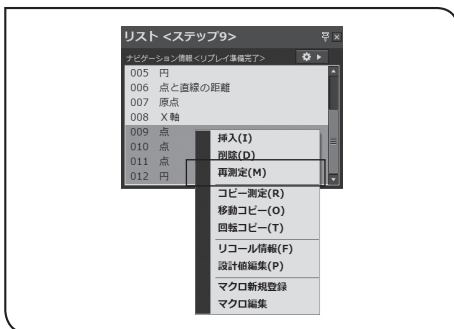 リスト <ステップ9>
ナビゲーション情報<リプレイ準備完了>
005 円
006 点と直線の距離
007 原点
008 X軸
009 点
010 点
011 点
012 円
挿入(I)
削除(D)
再測定(M)
コピー測定(R)
移動コピー(O)
回転コピー(T)
リコール情報(F)
設計値編集(P)
マクロ新規登録
マクロ編集